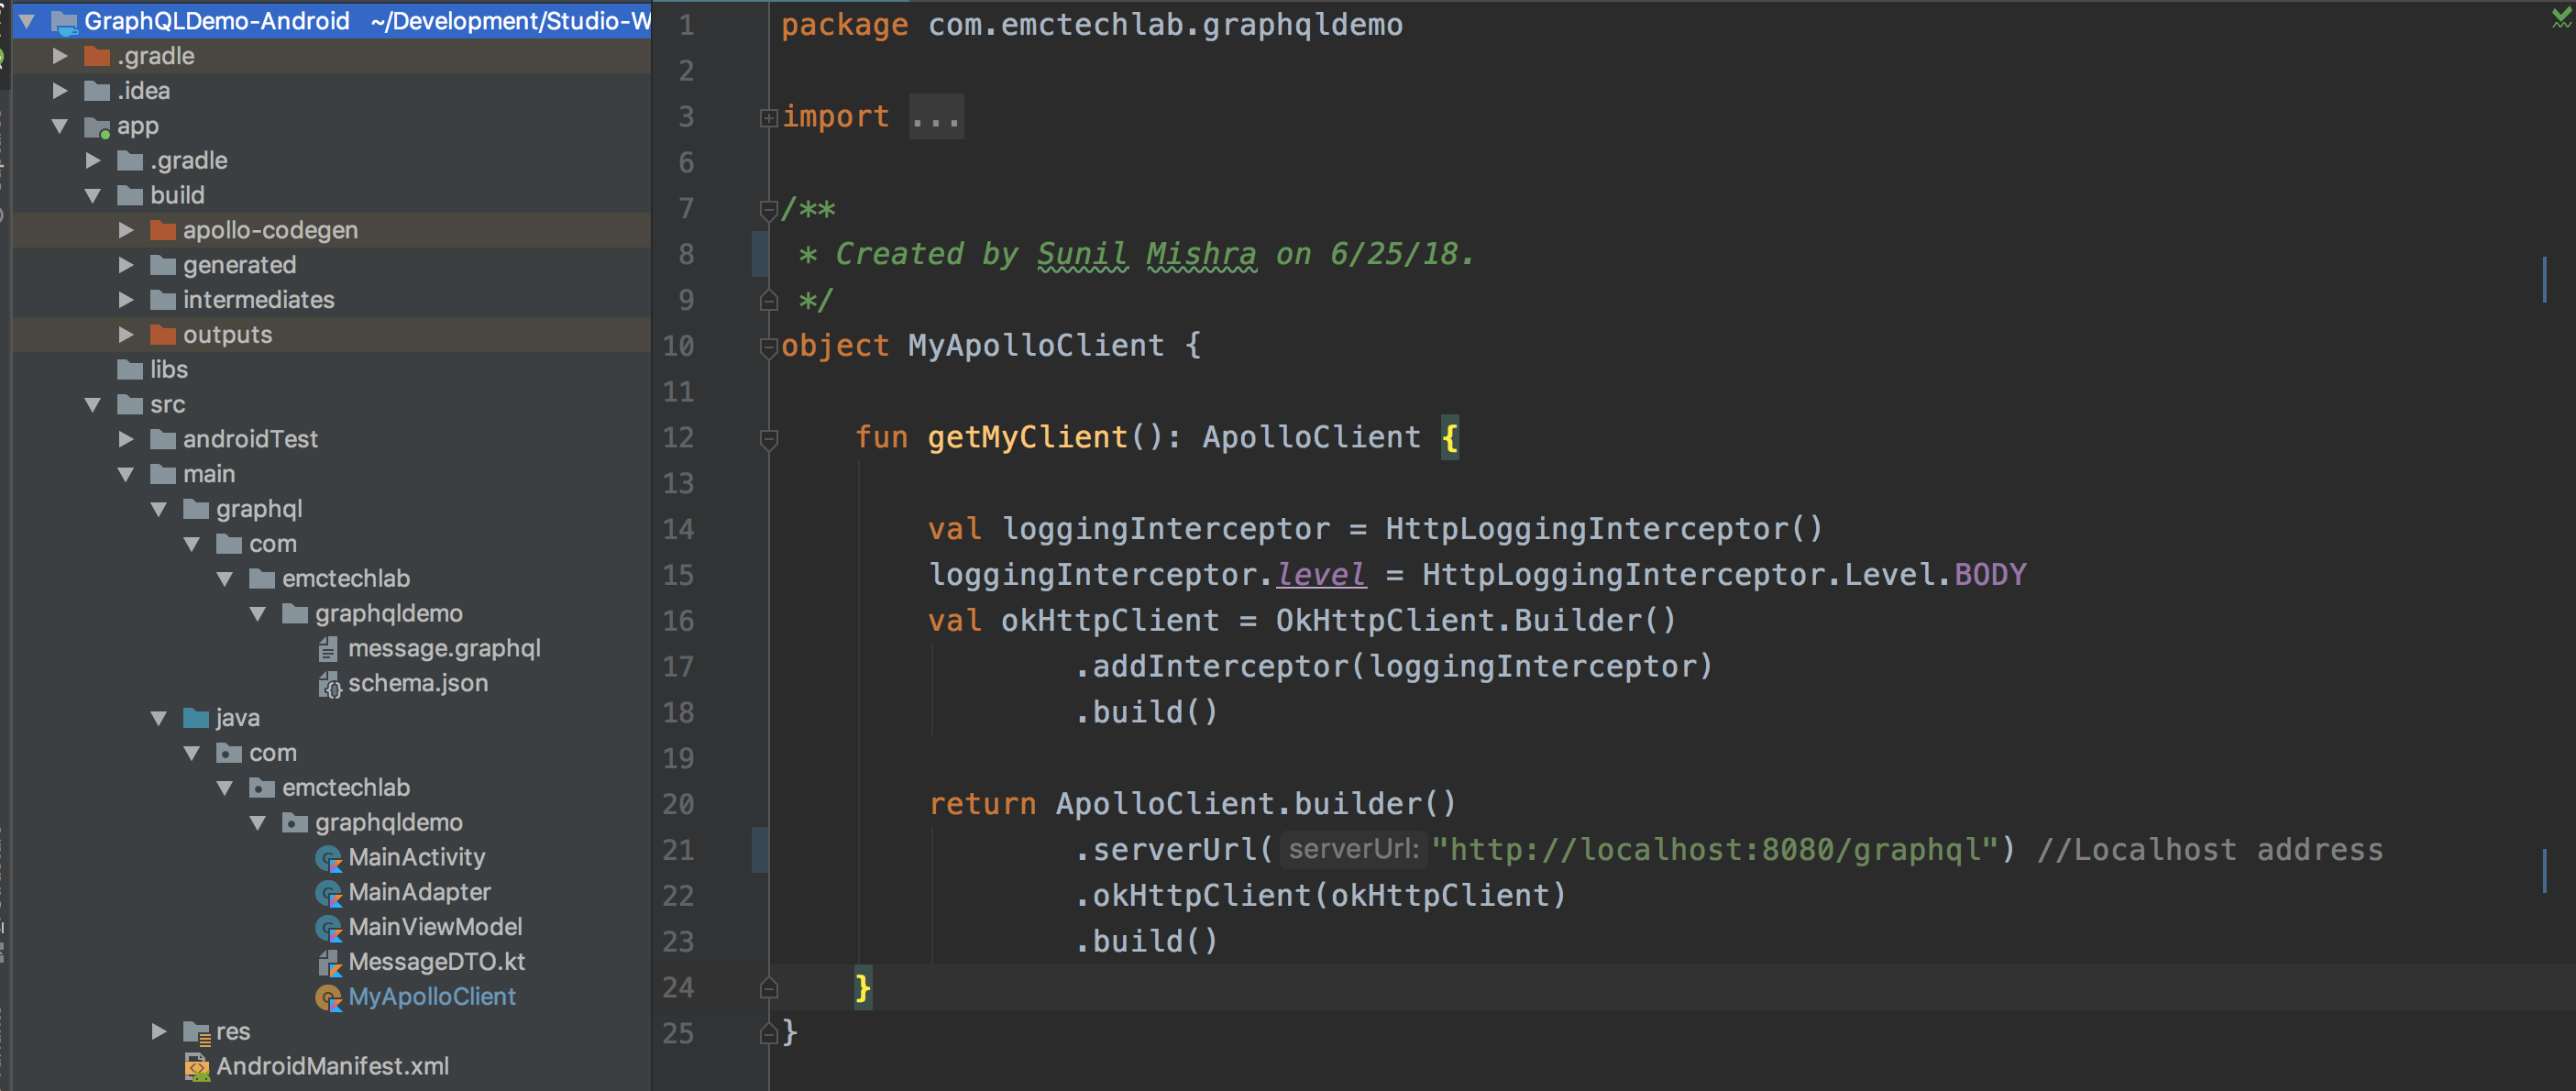 GraphQLDemo-Android ~/Development/Studio-W
.gradle
.idea
app
.gradle
build
apollo-codegen
generated
intermediates
outputs
libs
src
androidTest
main
graphql
com
emctechlab
graphqldemo
message.graphql
schema.json
java
com
emctechlab
graphqldemo
MainActivity
MainAdapter
MainViewModel
MessageDTO.kt
MyApolloClient
res
AndroidManifest.xml
1 package com.emctechlab.graphqldemo
2
3 import ...
6
7 /**
8 * Created by Sunil Mishra on 6/25/18.
9 */
10 object MyApolloClient {
11
12 fun getMyClient(): ApolloClient {
13
14 val loggingInterceptor = HttpLoggingInterceptor()
15 loggingInterceptor.level = HttpLoggingInterceptor.Level.BODY
16 val okHttpClient = OkHttpClient.Builder()
17 .addInterceptor(loggingInterceptor)
18 .build()
19
20 return ApolloClient.builder()
21 .serverUrl( serverUrl: "http://localhost:8080/graphql") //Localhost address
22 .okHttpClient(okHttpClient)
23 .build()
24 }
25 }